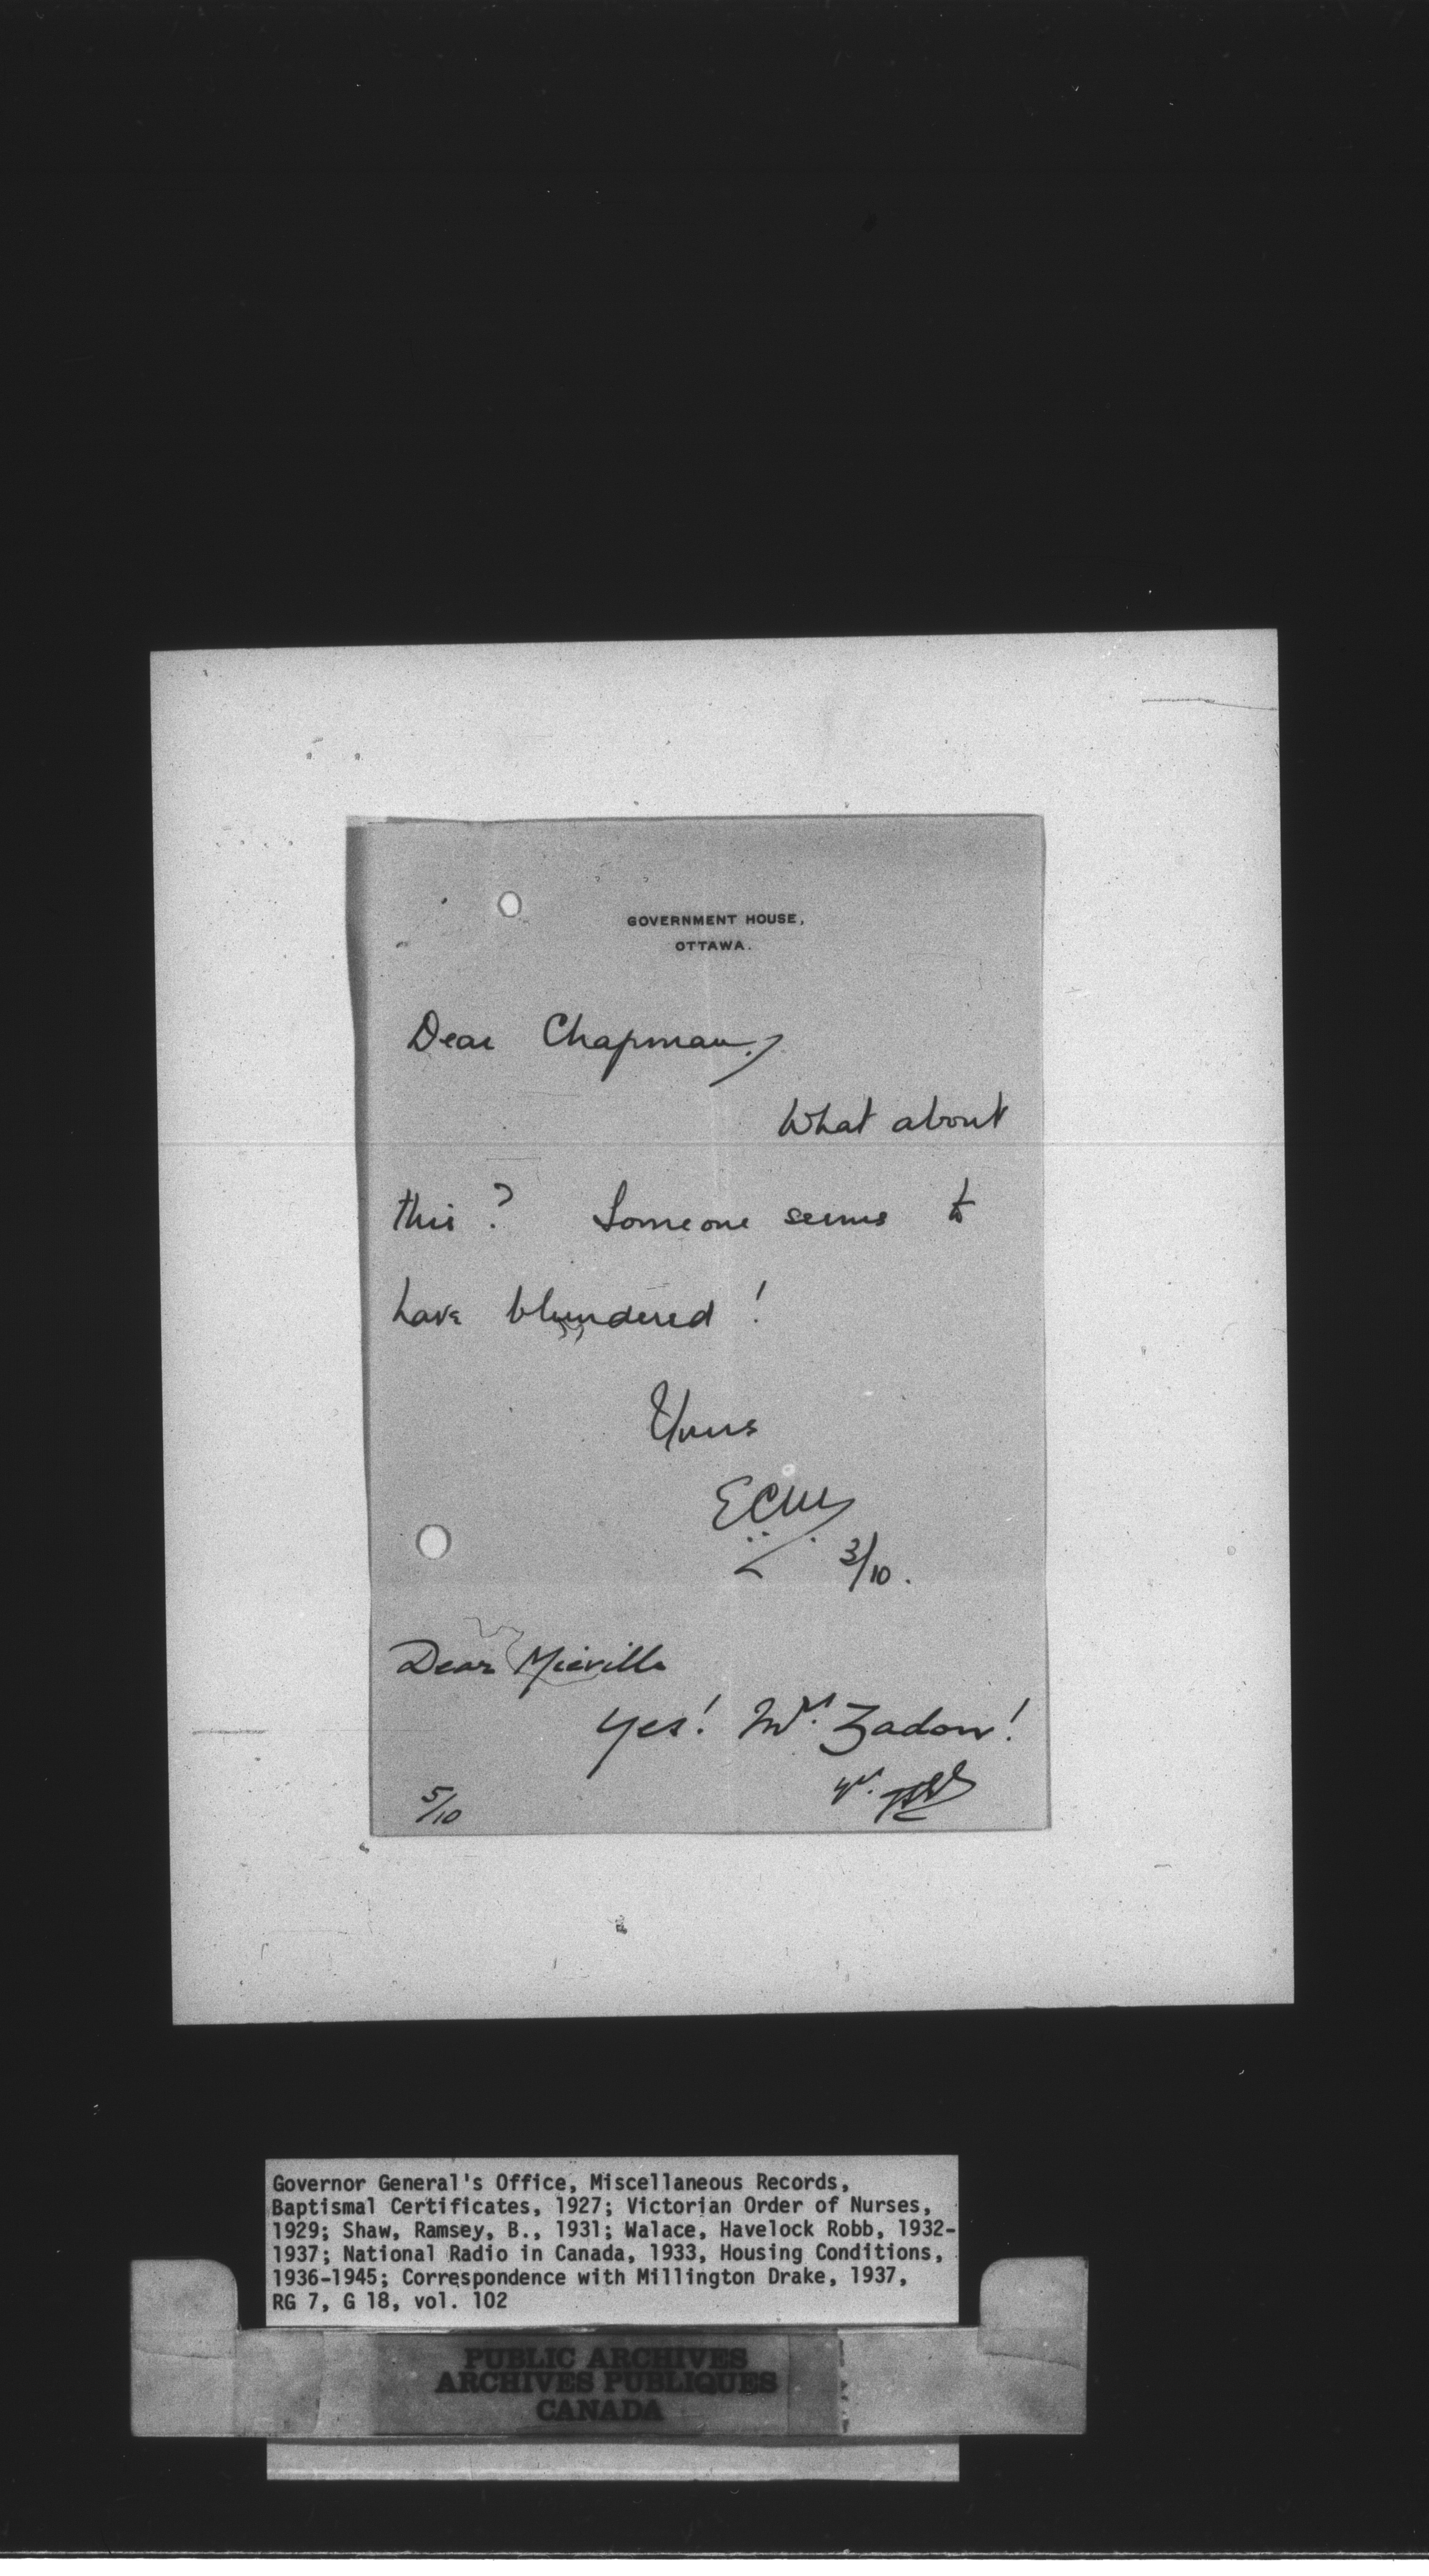 GOVERNMENT HOUSE,
OTTAWA.
Dear Chapman,
What about
this? Someone seems to
have blundered!
Yours
ECM
3/10.
Dear Mieville
Yes! Mrs. Zadow!
5/10
Governor General's Office, Miscellaneous Records,
Baptismal Certificates, 1927; Victorian Order of Nurses,
1929; Shaw, Ramsey, B., 1931; Walace, Havelock Robb, 1932-
1937; National Radio in Canada, 1933, Housing Conditions,
1936-1945; Correspondence with Millington Drake, 1937,
RG 7, G 18, vol. 102
PUBLIC ARCHIVES
ARCHIVES PUBLIQUES
CANADA